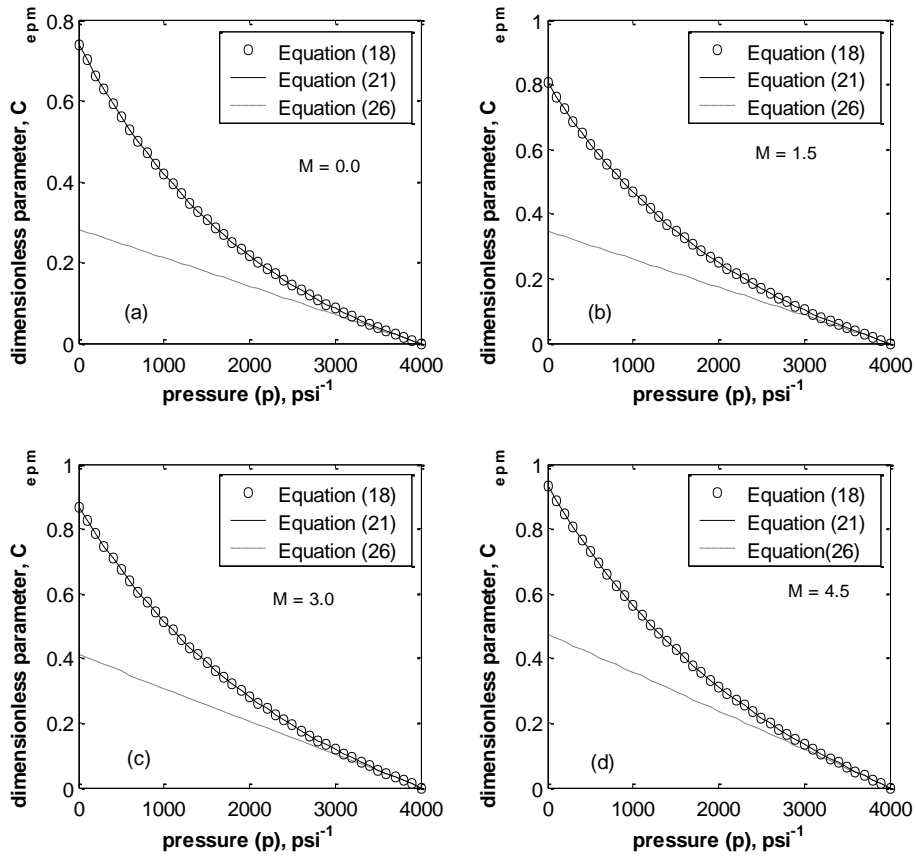 dimensionless parameter, C
e p m
0.8
0.6
0.4
0.2
0
Equation (18)
Equation (21)
Equation (26)
M = 0.0
(a)
0 1000 2000 3000 4000
pressure (p), psi⁻¹
dimensionless parameter, C
e p m
1
0.8
0.6
0.4
0.2
0
Equation (18)
Equation (21)
Equation (26)
M = 1.5
(b)
0 1000 2000 3000 4000
pressure (p), psi⁻¹
dimensionless parameter, C
e p m
1
0.8
0.6
0.4
0.2
0
Equation (18)
Equation (21)
Equation (26)
M = 3.0
(c)
0 1000 2000 3000 4000
pressure (p), psi⁻¹
dimensionless parameter, C
e p m
1
0.8
0.6
0.4
0.2
0
Equation (18)
Equation (21)
Equation(26)
M = 4.5
(d)
0 1000 2000 3000 4000
pressure (p), psi⁻¹